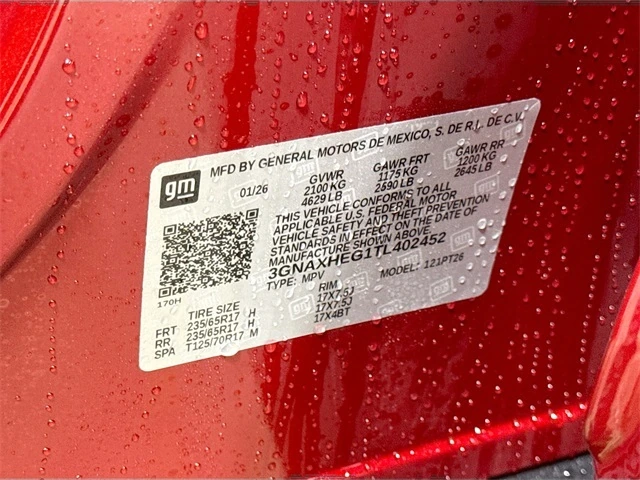 gm
MFD BY GENERAL MOTORS DE MEXICO, S. DE R.L. DE C.V.
01/26
GVWR
2100 KG
4629 LB
GAWR FRT
1175 KG
2590 LB
GAWR RR
1200 KG
2645 LB
THIS VEHICLE CONFORMS TO ALL
APPLICABLE U.S. FEDERAL MOTOR
VEHICLE SAFETY AND THEFT PREVENTION
STANDARDS IN EFFECT ON THE DATE OF
MANUFACTURE SHOWN ABOVE.
3GNAXHEG1TL402452
TYPE: MPV MODEL: 121PT26
170H
TIRE SIZE RIM
FRT 235/65R17 H 17X7.5J
RR 235/65R17 H 17X7.5J
SPA T125/70R17 M 17X4BT